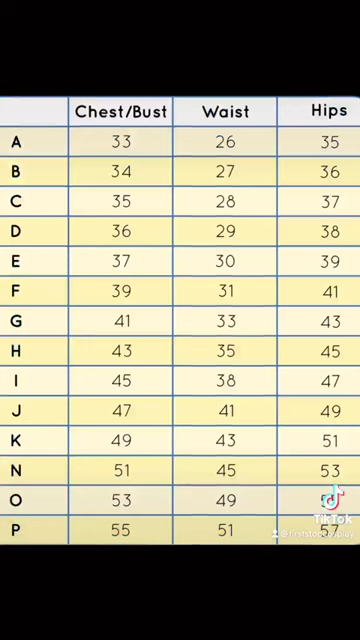 Chest/Bust Waist Hips
A 33 26 35
B 34 27 36
C 35 28 37
D 36 29 38
E 37 30 39
F 39 31 41
G 41 33 43
H 43 35 45
I 45 38 47
J 47 41 49
K 49 43 51
N 51 45 53
O 53 49
TikTok
P 55 51 57